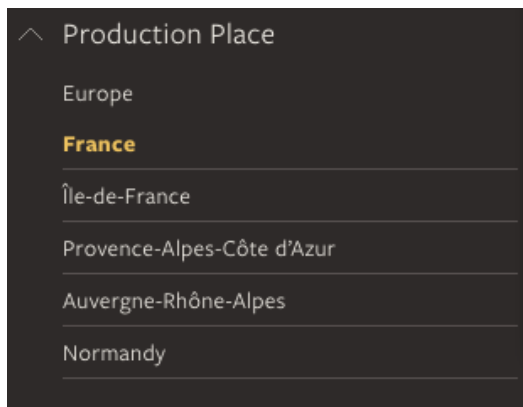 Production Place
Europe
France
Île-de-France
Provence-Alpes-Côte d’Azur
Auvergne-Rhône-Alpes
Normandy